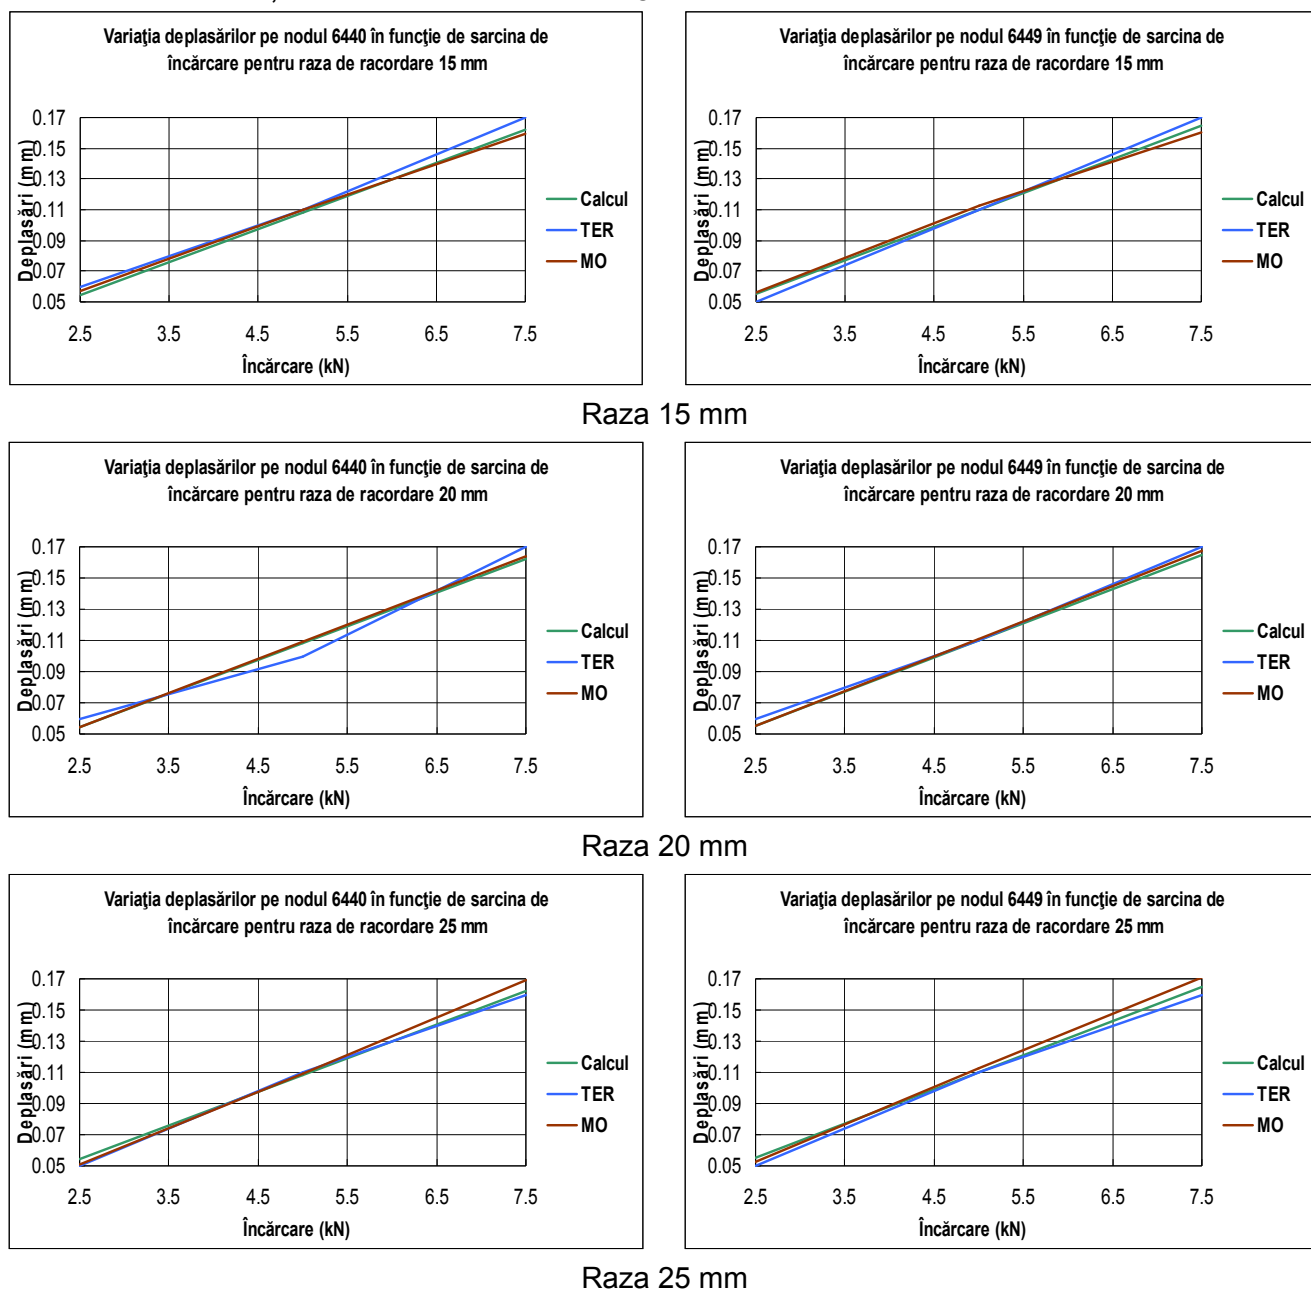 Variaţia deplasărilor pe nodul 6440 în funcţie de sarcina de
încărcare pentru raza de racordare 15 mm
0.17
0.15
0.13
0.11
0.09
0.07
0.05
Deplasări (mm)
2.5 3.5 4.5 5.5 6.5 7.5
Încărcare (kN)
Calcul
TER
MO
Variaţia deplasărilor pe nodul 6449 în funcţie de sarcina de
încărcare pentru raza de racordare 15 mm
0.17
0.15
0.13
0.11
0.09
0.07
0.05
Deplasări (mm)
2.5 3.5 4.5 5.5 6.5 7.5
Încărcare (kN)
Calcul
TER
MO
Raza 15 mm
Variaţia deplasărilor pe nodul 6440 în funcţie de sarcina de
încărcare pentru raza de racordare 20 mm
0.17
0.15
0.13
0.11
0.09
0.07
0.05
Deplasări (mm)
2.5 3.5 4.5 5.5 6.5 7.5
Încărcare (kN)
Calcul
TER
MO
Variaţia deplasărilor pe nodul 6449 în funcţie de sarcina de
încărcare pentru raza de racordare 20 mm
0.17
0.15
0.13
0.11
0.09
0.07
0.05
Deplasări (mm)
2.5 3.5 4.5 5.5 6.5 7.5
Încărcare (kN)
Calcul
TER
MO
Raza 20 mm
Variaţia deplasărilor pe nodul 6440 în funcţie de sarcina de
încărcare pentru raza de racordare 25 mm
0.17
0.15
0.13
0.11
0.09
0.07
0.05
Deplasări (mm)
2.5 3.5 4.5 5.5 6.5 7.5
Încărcare (kN)
Calcul
TER
MO
Variaţia deplasărilor pe nodul 6449 în funcţie de sarcina de
încărcare pentru raza de racordare 25 mm
0.17
0.15
0.13
0.11
0.09
0.07
0.05
Deplasări (mm)
2.5 3.5 4.5 5.5 6.5 7.5
Încărcare (kN)
Calcul
TER
MO
Raza 25 mm